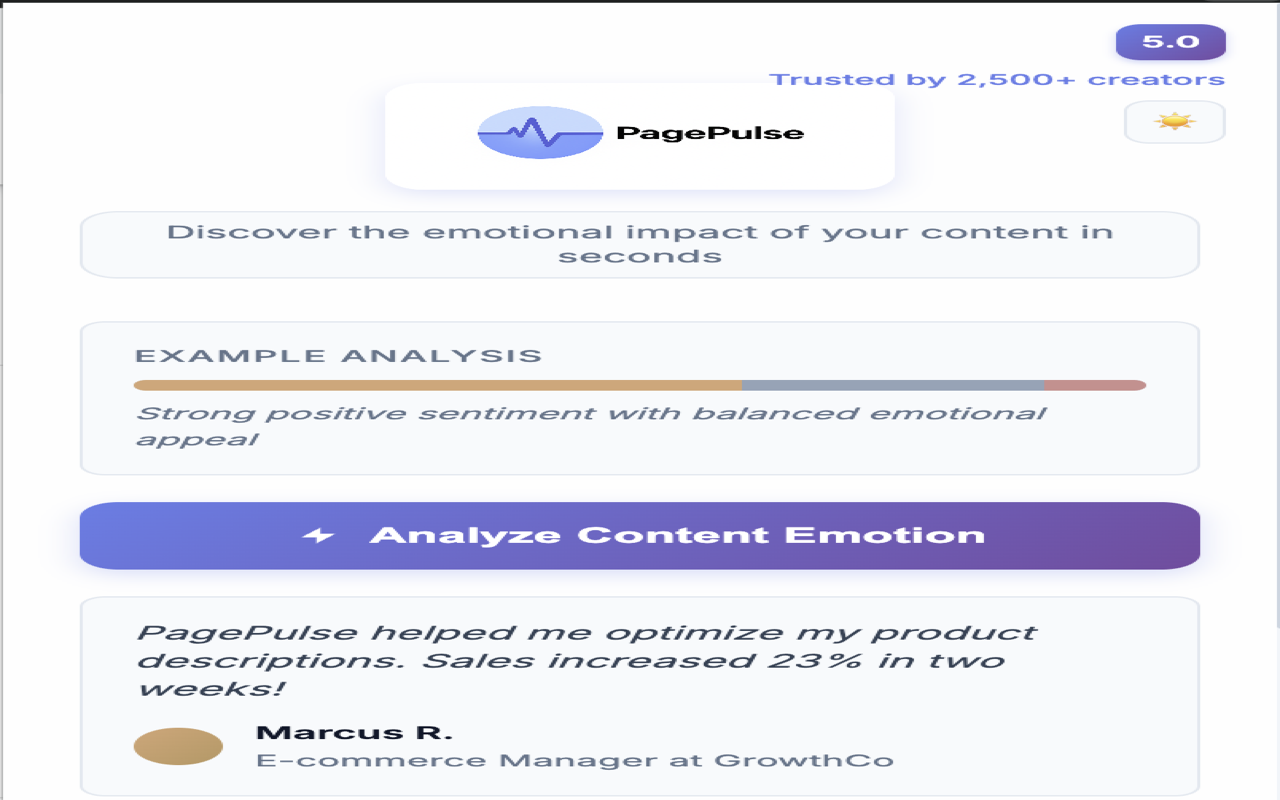 5.0
Trusted by 2,500+ creators
PagePulse
Discover the emotional impact of your content in
seconds
EXAMPLE ANALYSIS
Strong positive sentiment with balanced emotional
appeal
Analyze Content Emotion
PagePulse helped me optimize my product
descriptions. Sales increased 23% in two
weeks!
Marcus R.
E-commerce Manager at GrowthCo